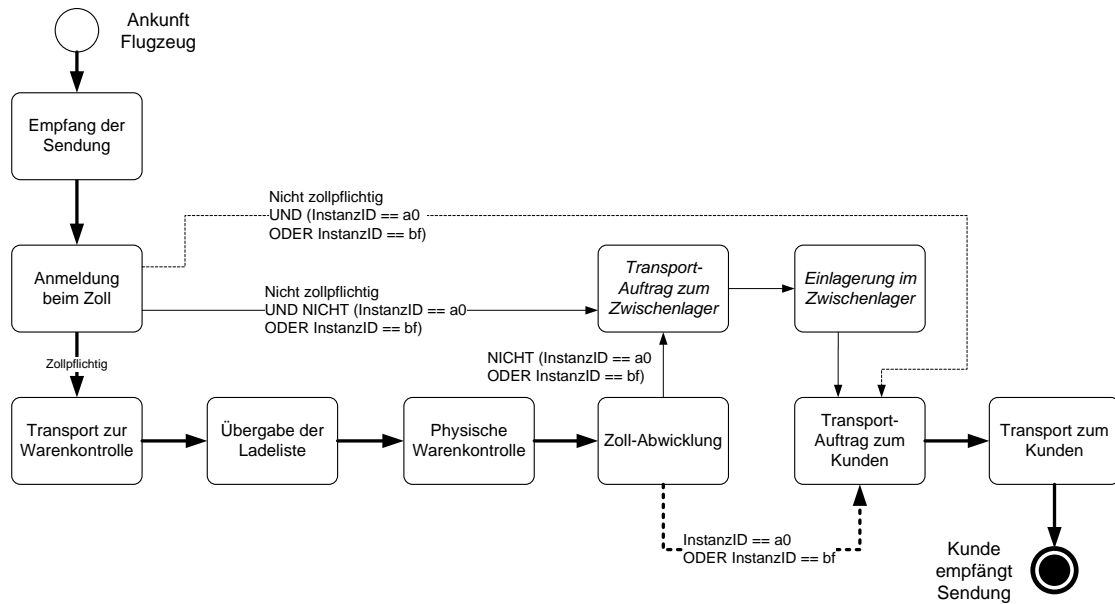 Ankunft
Flugzeug
Empfang der
Sendung
Nicht zollpflichtig
UND (InstanzID == a0
ODER InstanzID == bf)
Anmeldung
beim Zoll
Transport-
Auftrag zum
Zwischenlager
Einlagerung im
Zwischenlager
Nicht zollpflichtig
UND NICHT (InstanzID == a0
ODER InstanzID == bf)
Zollpflichtig
NICHT (InstanzID == a0
ODER InstanzID == bf)
Transport zur
Warenkontrolle
Übergabe der
Ladeliste
Physische
Warenkontrolle
Zoll-Abwicklung
Transport-
Auftrag zum
Kunden
Transport zum
Kunden
InstanzID == a0
ODER InstanzID == bf
Kunde
empfängt
Sendung